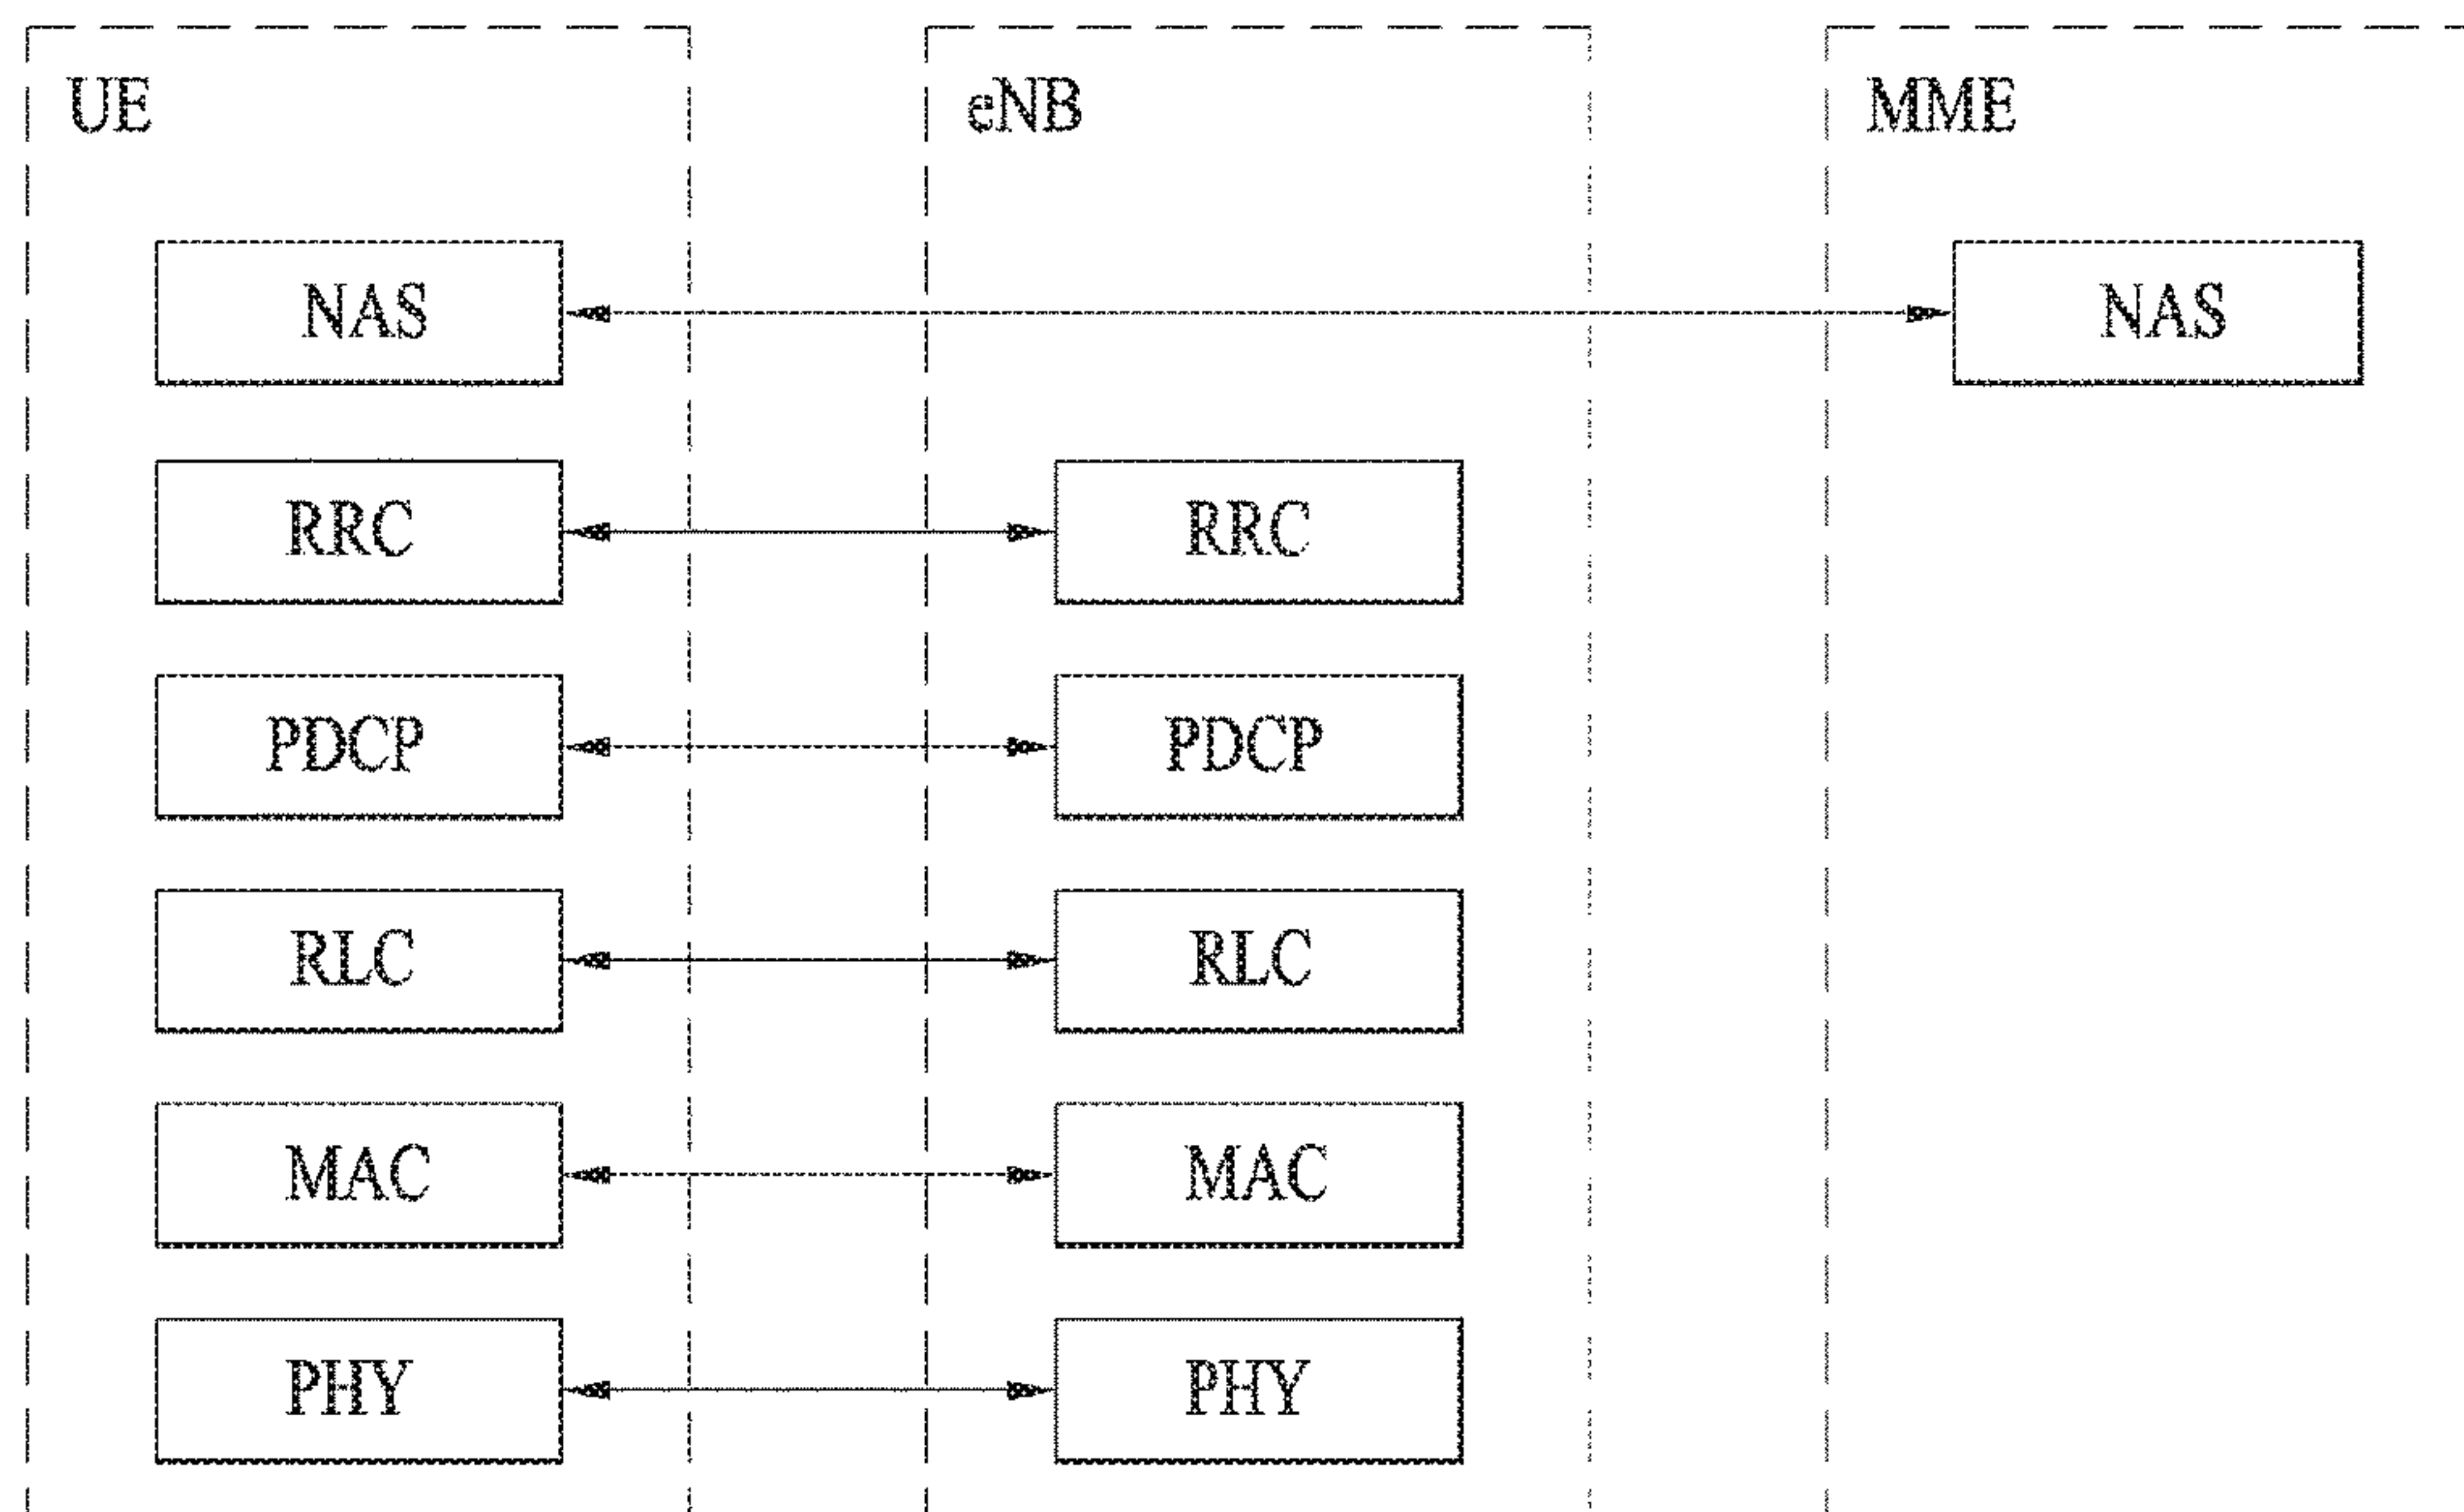 UE eNB MME
NAS NAS
RRC RRC
PDCP PDCP
RLC RLC
MAC MAC
PHY PHY